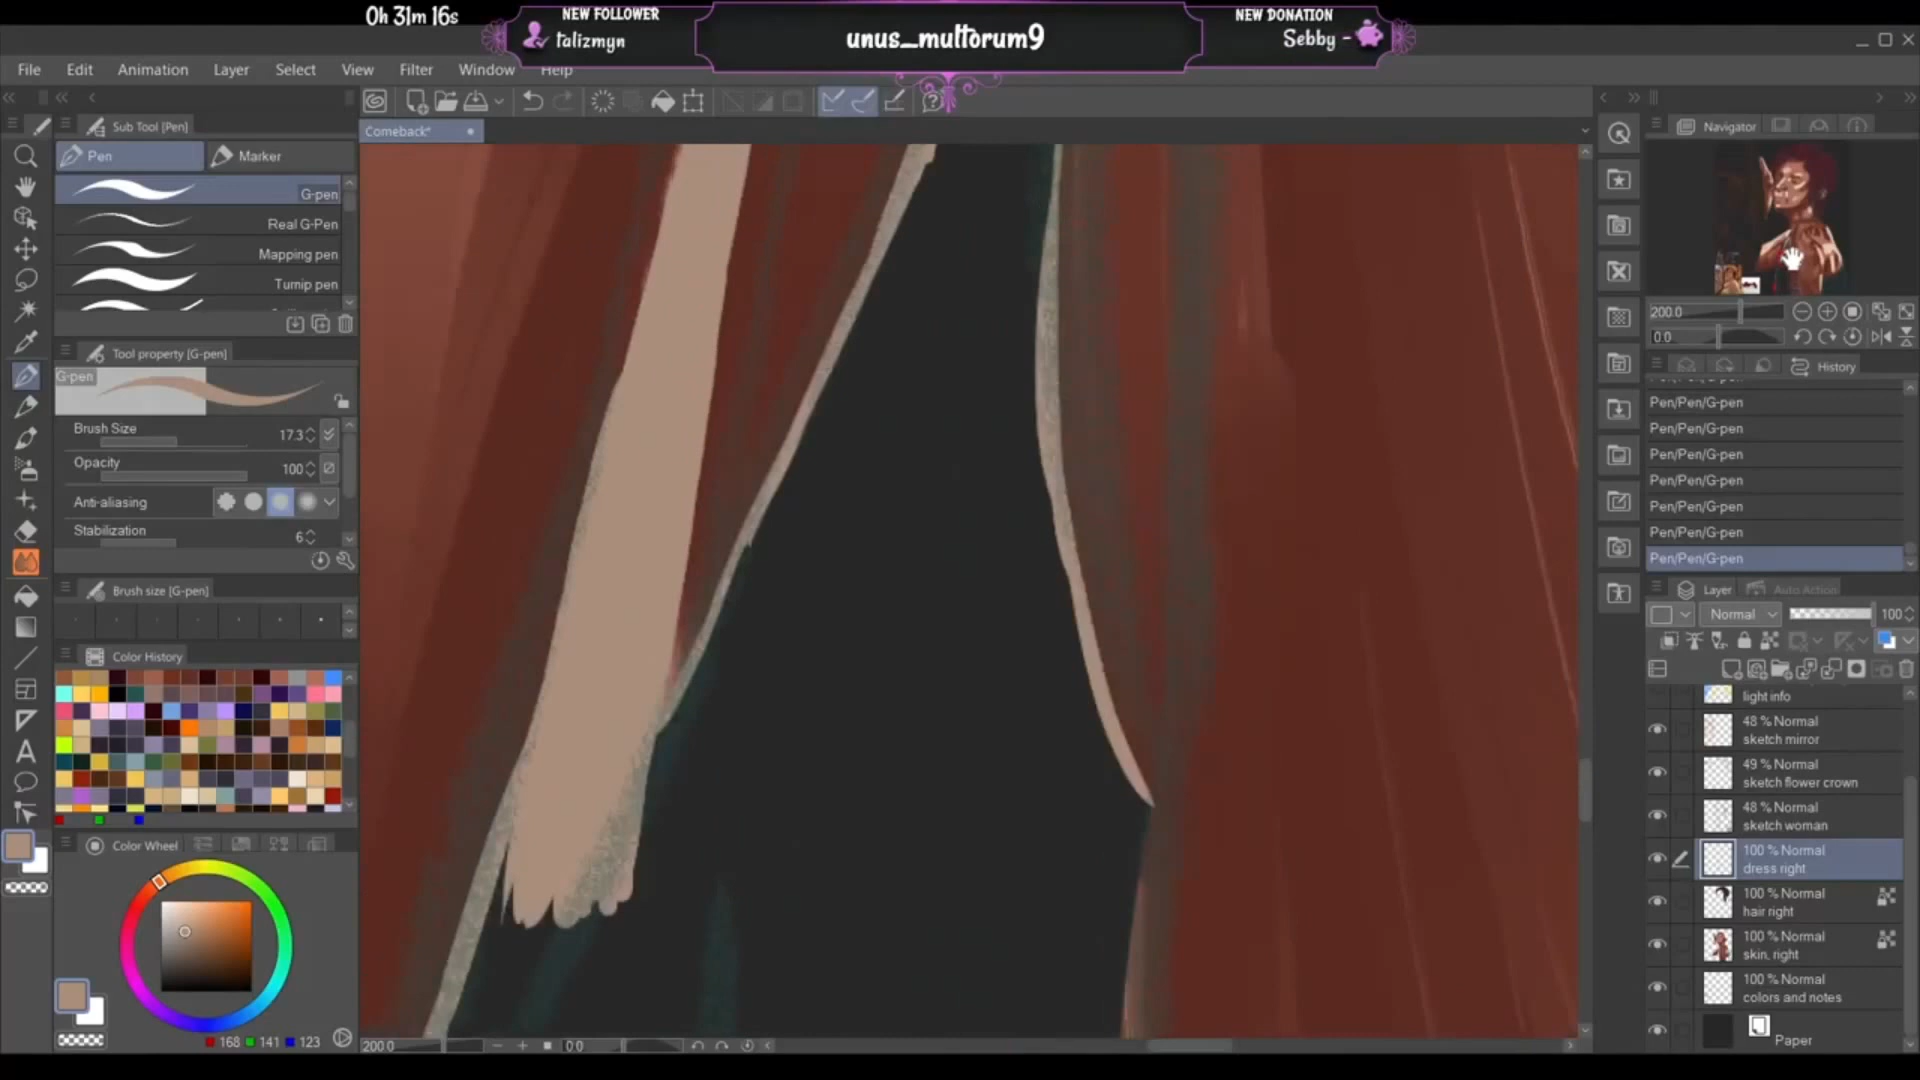 0h 31m 16s
NEW FOLLOWER
talizmyn
unus_multorum9
NEW DONATION
Sebby -
File Edit Animation Layer Select View Filter Window Help
Comeback*
Sub Tool [Pen]
Pen
Marker
G-pen
Real G-Pen
Mapping pen
Turnip pen
Tool property [G-pen]
G-pen
Brush Size 17.3
Opacity 100
Anti-aliasing
Stabilization 6
Brush size [G-pen]
Color History
Color Wheel
168 141 123
200.0 0.0
Navigator
200.0
0.0
History
Pen/Pen/G-pen
Pen/Pen/G-pen
Pen/Pen/G-pen
Pen/Pen/G-pen
Pen/Pen/G-pen
Pen/Pen/G-pen
Pen/Pen/G-pen
Pen/Pen/G-pen
Layer Auto Action
Normal 100
light info
48 % Normal
sketch mirror
49 % Normal
sketch flower crown
48 % Normal
sketch woman
100 % Normal
dress right
100 % Normal
hair right
100 % Normal
skin, right
100 % Normal
colors and notes
Paper